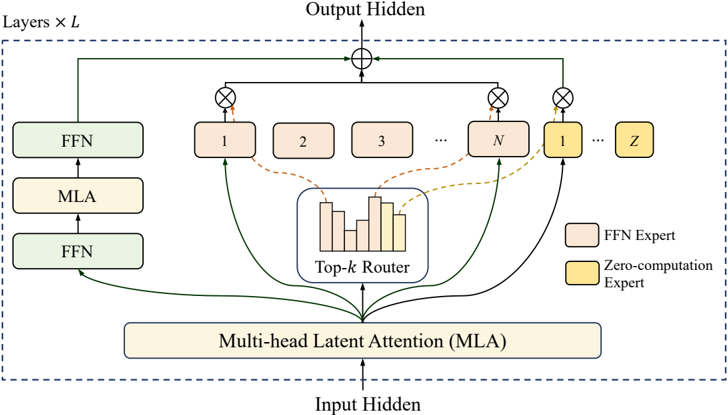 Output Hidden
Layers × L
FFN
1
2
3
...
N
1
...
Z
MLA
FFN
Top-k Router
FFN Expert
Zero-computation
Expert
Multi-head Latent Attention (MLA)
Input Hidden